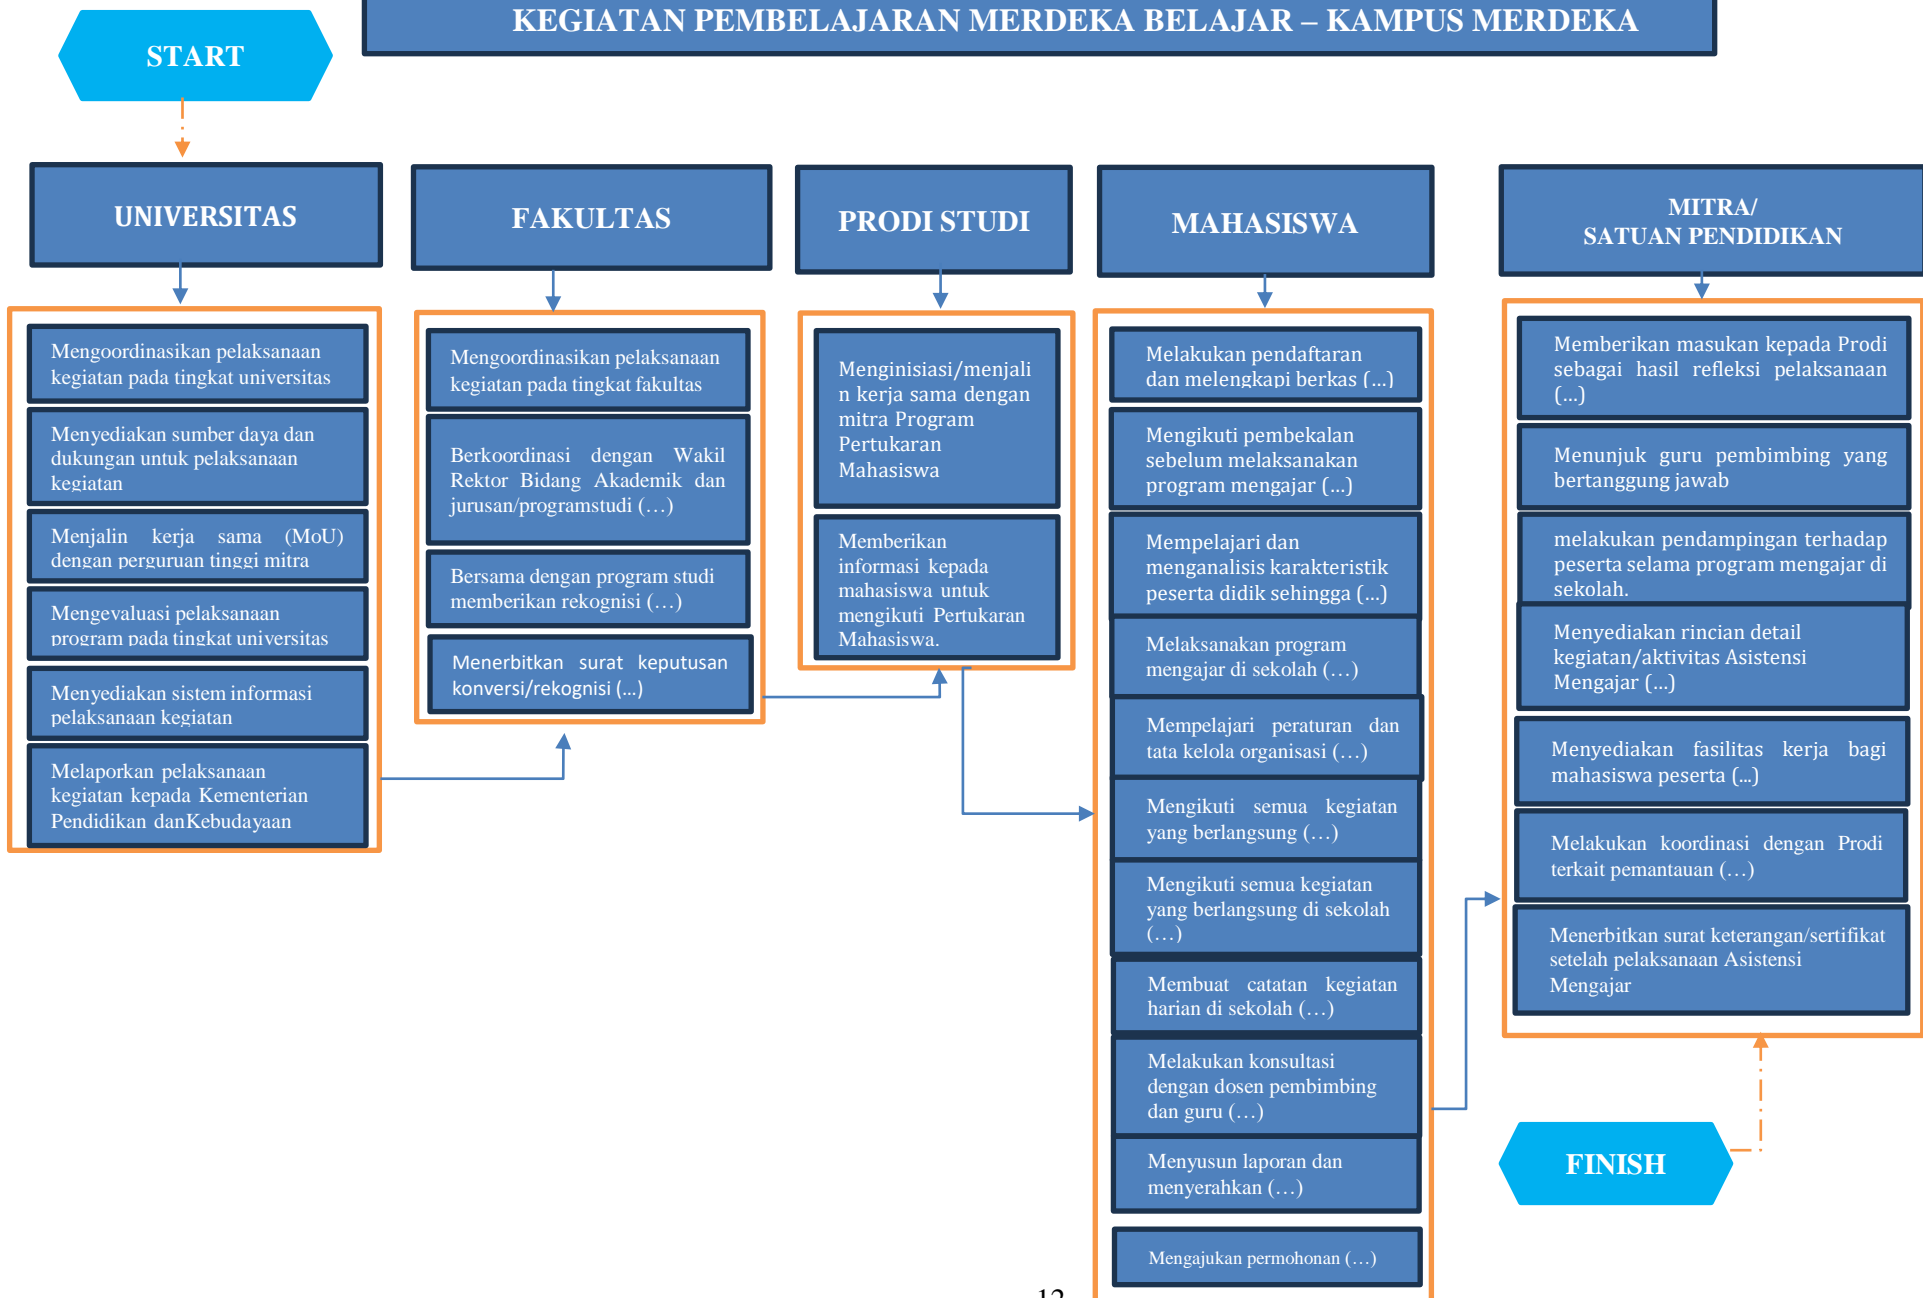 KEGIATAN PEMBELAJARAN MERDEKA BELAJAR – KAMPUS MERDEKA
START
UNIVERSITAS
Mengoordinasikan pelaksanaan
kegiatan pada tingkat universitas
Menyediakan sumber daya dan
dukungan untuk pelaksanaan
kegiatan
Menjalin kerja sama (MoU)
dengan perguruan tinggi mitra
Mengevaluasi pelaksanaan
program pada tingkat universitas
Menyediakan sistem informasi
pelaksanaan kegiatan
Melaporkan pelaksanaan
kegiatan kepada Kementerian
Pendidikan danKebudayaan
FAKULTAS
Mengoordinasikan pelaksanaan
kegiatan pada tingkat fakultas
Berkoordinasi dengan Wakil
Rektor Bidang Akademik dan
jurusan/programstudi (…)
Bersama dengan program studi
memberikan rekognisi (…)
Menerbitkan surat keputusan
konversi/rekognisi (...)
PRODI STUDI
Menginisiasi/menjali
n kerja sama dengan
mitra Program
Pertukaran
Mahasiswa
Memberikan
informasi kepada
mahasiswa untuk
mengikuti Pertukaran
Mahasiswa.
MAHASISWA
Melakukan pendaftaran
dan melengkapi berkas (...)
Mengikuti pembekalan
sebelum melaksanakan
program mengajar (...)
Mempelajari dan
menganalisis karakteristik
peserta didik sehingga (...)
Melaksanakan program
mengajar di sekolah (…)
Mempelajari peraturan dan
tata kelola organisasi (…)
Mengikuti semua kegiatan
yang berlangsung (…)
Mengikuti semua kegiatan
yang berlangsung di sekolah
(…)
Membuat catatan kegiatan
harian di sekolah (…)
Melakukan konsultasi
dengan dosen pembimbing
dan guru (…)
Menyusun laporan dan
menyerahkan (…)
Mengajukan permohonan (…)
MITRA/
SATUAN PENDIDIKAN
Memberikan masukan kepada Prodi
sebagai hasil refleksi pelaksanaan
(...)
Menunjuk guru pembimbing yang
bertanggung jawab
melakukan pendampingan terhadap
peserta selama program mengajar di
sekolah.
Menyediakan rincian detail
kegiatan/aktivitas Asistensi
Mengajar (...)
Menyediakan fasilitas kerja bagi
mahasiswa peserta (...)
Melakukan koordinasi dengan Prodi
terkait pemantauan (…)
Menerbitkan surat keterangan/sertifikat
setelah pelaksanaan Asistensi
Mengajar
FINISH
12